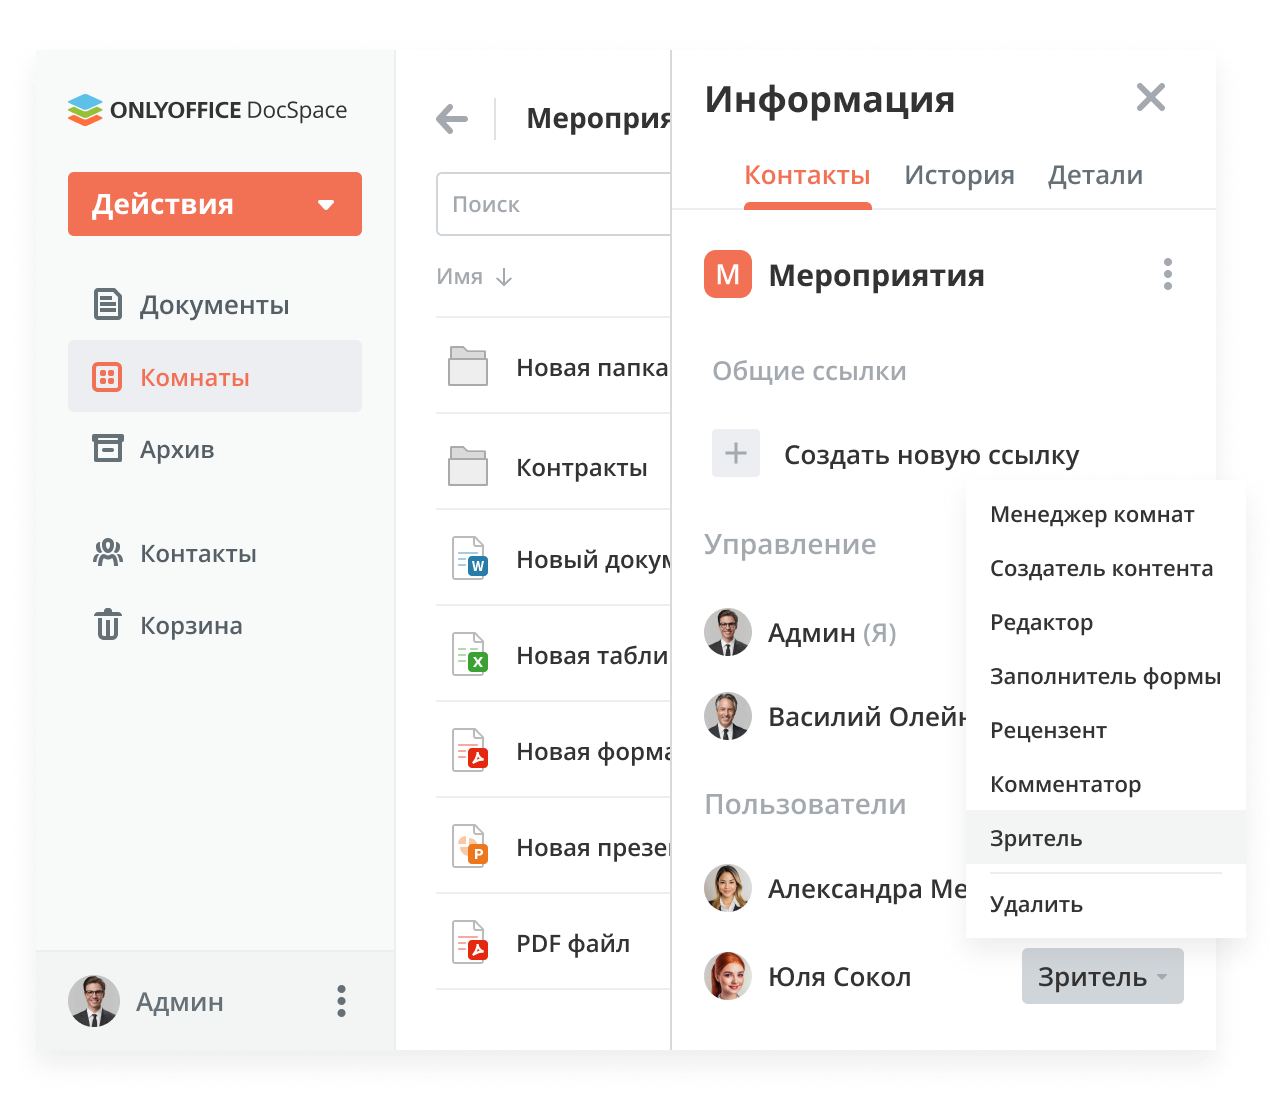 ONLYOFFICE DocSpace
Действия
Документы
Комнаты
Архив
Контакты
Корзина
Админ
Мероприя
Поиск
Имя
Новая папка
Контракты
W
Новый докум
X
Новая табли
Новая форма
P
Новая презен
PDF файл
Информация
Контакты История Детали
М Мероприятия
Общие ссылки
Создать новую ссылку
Управление
Админ (Я)
Василий Олейн
Пользователи
Александра Ме
Юля Сокол
Зритель
Менеджер комнат
Создатель контента
Редактор
Заполнитель формы
Рецензент
Комментатор
Зритель
Удалить